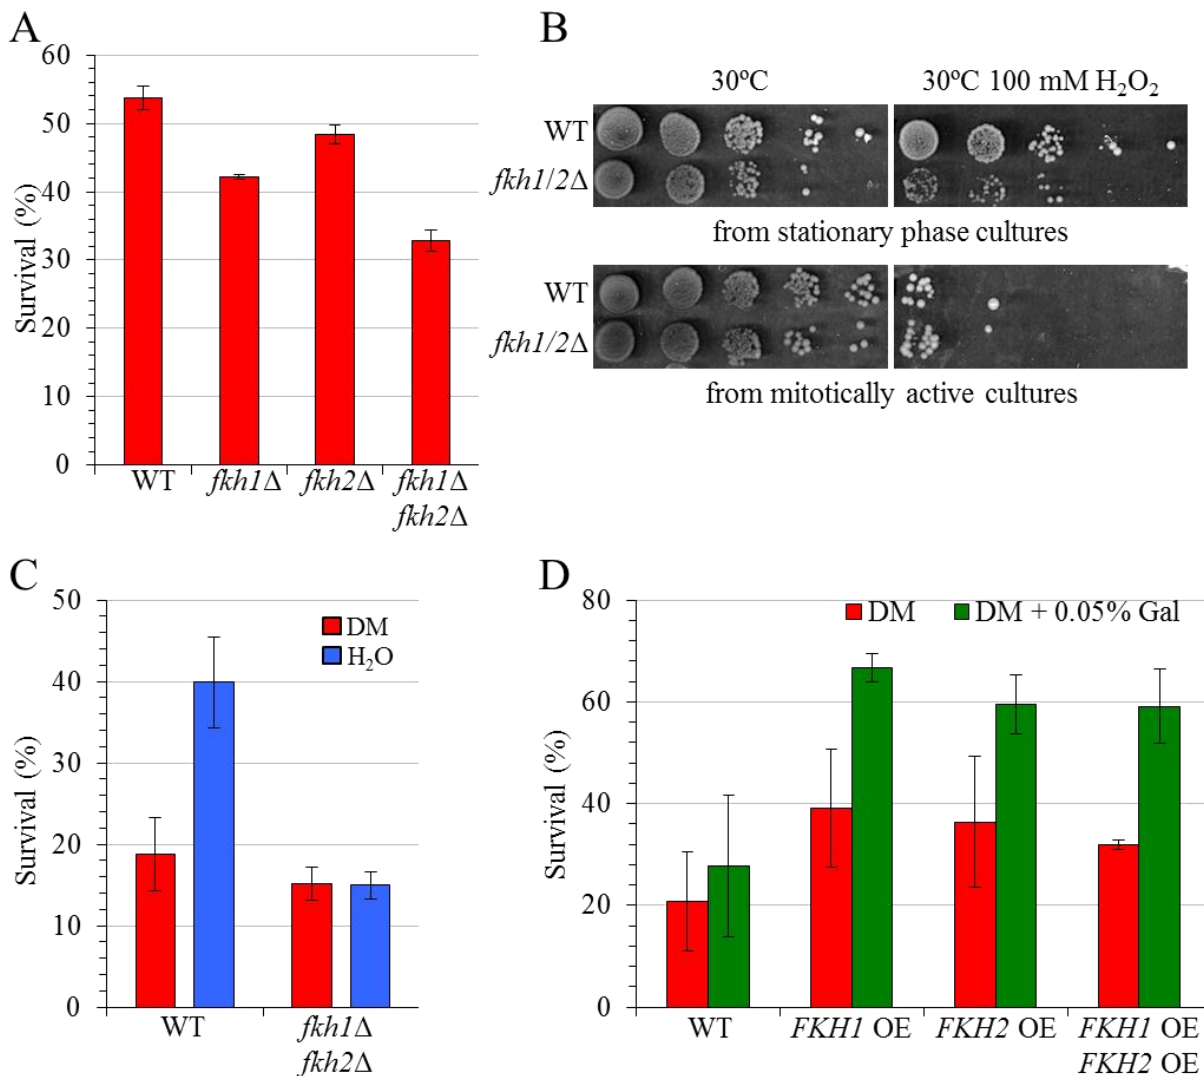 A
60
50
40
30
20
10
0
Survival (%)
WT
fkh1Δ
fkh2Δ
fkh1Δ
fkh2Δ
B
30ºC
30ºC 100 mM H₂O₂
WT
fkh1/2Δ
from stationary phase cultures
WT
fkh1/2Δ
from mitotically active cultures
C
50
40
30
20
10
0
Survival (%)
DM
H₂O
WT
fkh1Δ
fkh2Δ
D
80
60
40
20
0
Survival (%)
DM
DM + 0.05% Gal
WT
FKH1 OE
FKH2 OE
FKH1 OE
FKH2 OE